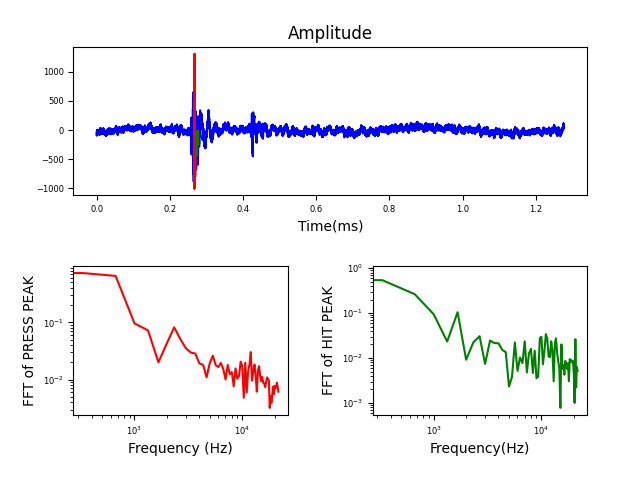 Amplitude
1000
500
0
−500
−1000
0.0 0.2 0.4 0.6 0.8 1.0 1.2
Time(ms)
FFT of PRESS PEAK
10⁻¹
10⁻²
10³ 10⁴
Frequency (Hz)
FFT of HIT PEAK
10⁰
10⁻¹
10⁻²
10⁻³
10³ 10⁴
Frequency(Hz)